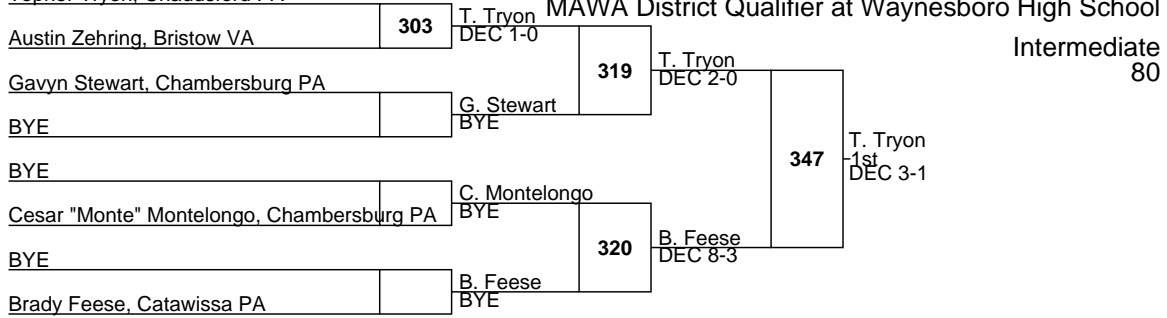 MAWA District Qualifier at Waynesboro High School
Intermediate
80
303
T. Tryon
DEC 1-0
Austin Zehring, Bristow VA
319
T. Tryon
DEC 2-0
Gavyn Stewart, Chambersburg PA
G. Stewart
BYE
BYE
347
T. Tryon
1st
DEC 3-1
BYE
C. Montelongo
BYE
Cesar "Monte" Montelongo, Chambersburg PA
320
B. Feese
DEC 8-3
BYE
B. Feese
BYE
Brady Feese, Catawissa PA